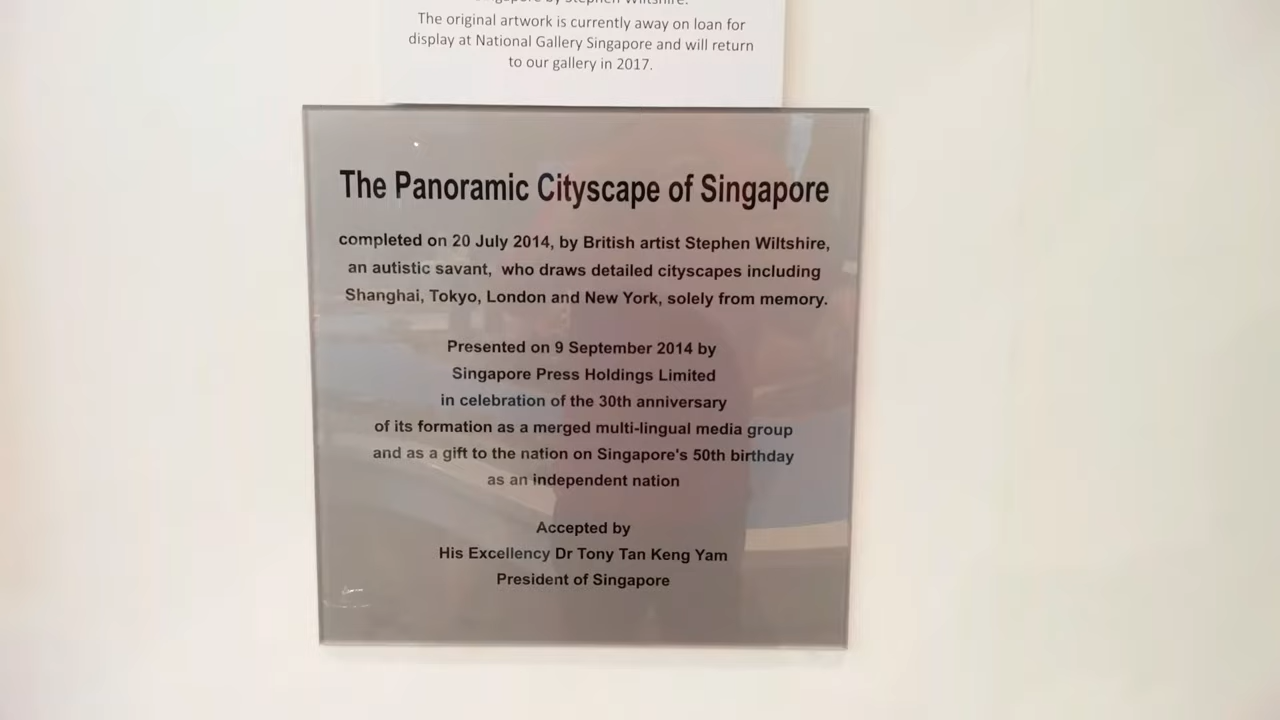 Singapore by Stephen Wiltshire.
The original artwork is currently away on loan for
display at National Gallery Singapore and will return
to our gallery in 2017.
The Panoramic Cityscape of Singapore
completed on 20 July 2014, by British artist Stephen Wiltshire,
an autistic savant, who draws detailed cityscapes including
Shanghai, Tokyo, London and New York, solely from memory.
Presented on 9 September 2014 by
Singapore Press Holdings Limited
in celebration of the 30th anniversary
of its formation as a merged multi-lingual media group
and as a gift to the nation on Singapore's 50th birthday
as an independent nation
Accepted by
His Excellency Dr Tony Tan Keng Yam
President of Singapore